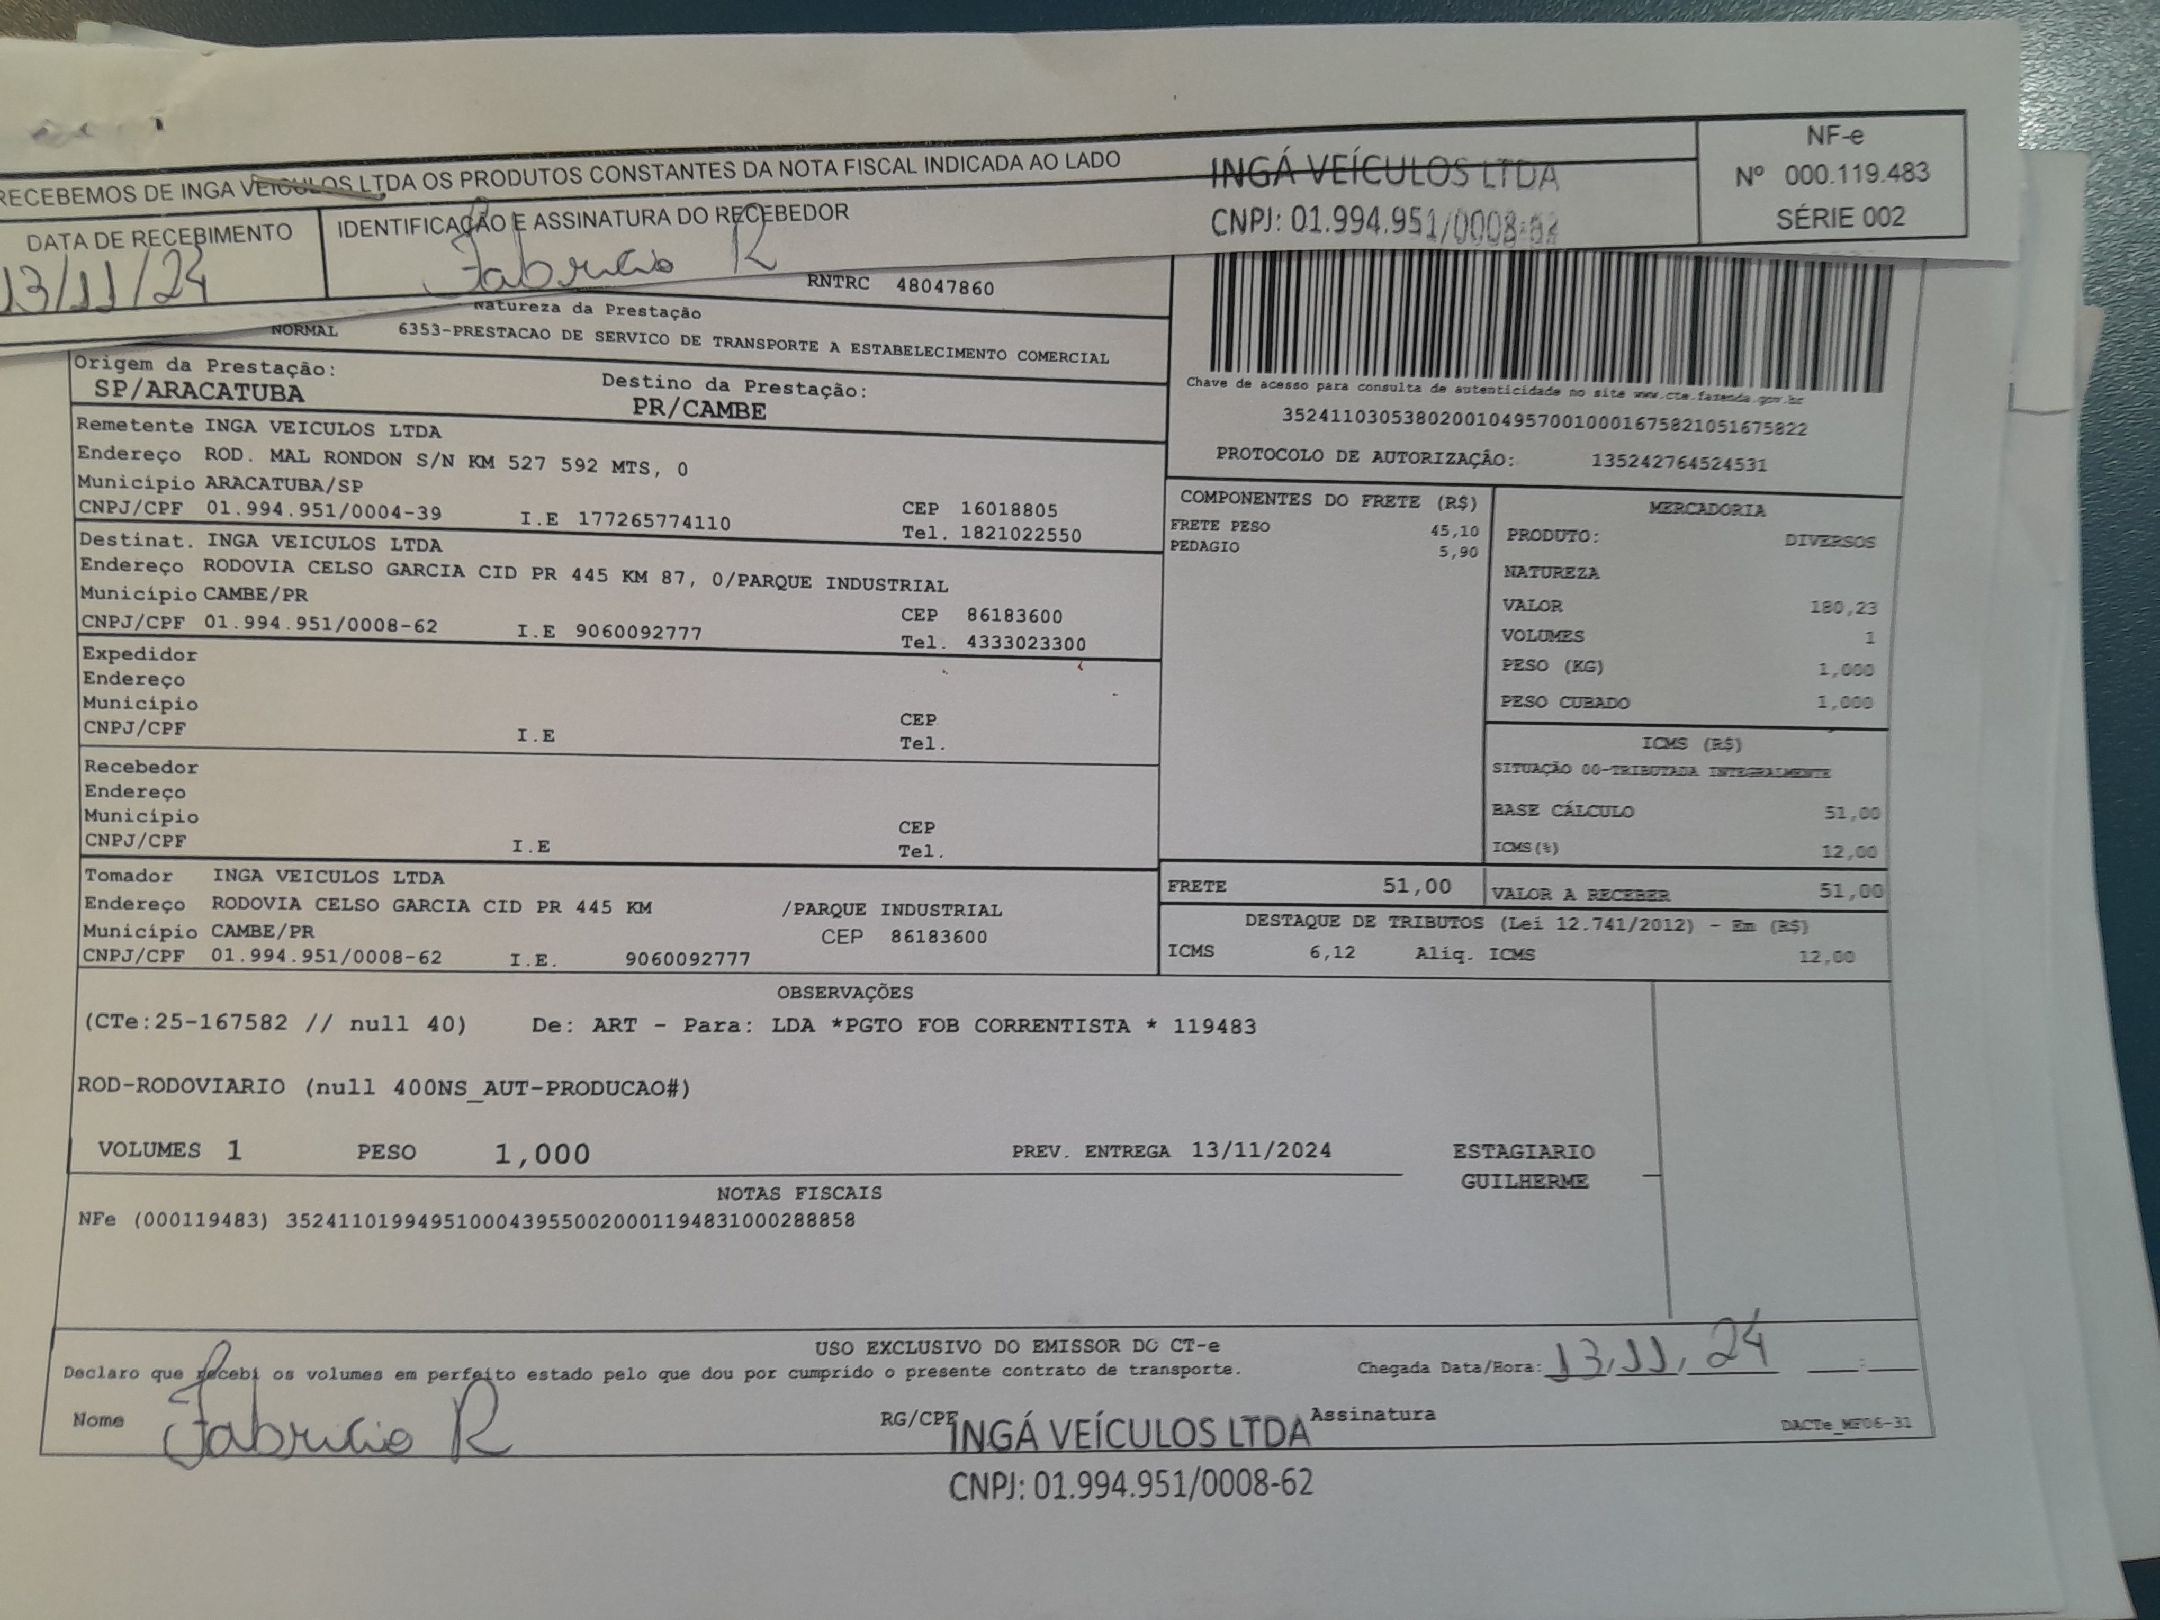 RECEBEMOS DE INGA VEICULOS LTDA OS PRODUTOS CONSTANTES DA NOTA FISCAL INDICADA AO LADO
INGÁ VEÍCULOS LTDA
CNPJ: 01.994.951/0008-62
NF-e
Nº 000.119.483
SÉRIE 002
DATA DE RECEBIMENTO
13/11/24
IDENTIFICAÇÃO E ASSINATURA DO RECEBEDOR
Fabricio R
RNTRC 48047860
Natureza da Prestação
NORMAL 6353-PRESTACAO DE SERVICO DE TRANSPORTE A ESTABELECIMENTO COMERCIAL
Origem da Prestação:
SP/ARACATUBA
Destino da Prestação:
PR/CAMBE
Chave de acesso para consulta de autenticidade no site www.cte.fazenda.gov.br
35241103053802001049570010001675821051675822
PROTOCOLO DE AUTORIZAÇÃO: 135242764524531
Remetente INGA VEICULOS LTDA
Endereço ROD. MAL RONDON S/N KM 527 592 MTS, 0
Município ARACATUBA/SP
CEP 16018805
CNPJ/CPF 01.994.951/0004-39 I.E 177265774110
Tel. 1821022550
Destinat. INGA VEICULOS LTDA
Endereço RODOVIA CELSO GARCIA CID PR 445 KM 87, 0/PARQUE INDUSTRIAL
Município CAMBE/PR
CEP 86183600
CNPJ/CPF 01.994.951/0008-62 I.E 9060092777
Tel. 4333023300
Expedidor
Endereço
Município
CEP
CNPJ/CPF I.E
Tel.
Recebedor
Endereço
Município
CEP
CNPJ/CPF I.E
Tel.
Tomador INGA VEICULOS LTDA
Endereço RODOVIA CELSO GARCIA CID PR 445 KM /PARQUE INDUSTRIAL
Município CAMBE/PR CEP 86183600
CNPJ/CPF 01.994.951/0008-62 I.E. 9060092777
COMPONENTES DO FRETE (R$)
FRETE PESO 45,10
PEDAGIO 5,90
MERCADORIA
PRODUTO: DIVERSOS
NATUREZA
VALOR 180,23
VOLUMES 1
PESO (KG) 1,000
PESO CUBADO 1,000
ICMS (R$)
SITUAÇÃO 00-TRIBUTADA INTEGRALMENTE
BASE CÁLCULO 51,00
ICMS(%) 12,00
FRETE 51,00
VALOR A RECEBER 51,00
DESTAQUE DE TRIBUTOS (Lei 12.741/2012) - Em (R$)
ICMS 6,12 Aliq. ICMS 12,00
OBSERVAÇÕES
(CTe:25-167582 // null 40) De: ART - Para: LDA *PGTO FOB CORRENTISTA * 119483
ROD-RODOVIARIO (null 400NS_AUT-PRODUCAO#)
VOLUMES 1 PESO 1,000 PREV. ENTREGA 13/11/2024 ESTAGIARIO
GUILHERME
NOTAS FISCAIS
NFe (000119483) 35241101994951000439550020001194831000288858
USO EXCLUSIVO DO EMISSOR DO CT-e
Declaro que recebi os volumes em perfeito estado pelo que dou por cumprido o presente contrato de transporte.
Chegada Data/Hora: 13/11/24 __:__
Nome Fabricio R RG/CPF Assinatura
DACTe_MF06-31
INGÁ VEÍCULOS LTDA
CNPJ: 01.994.951/0008-62